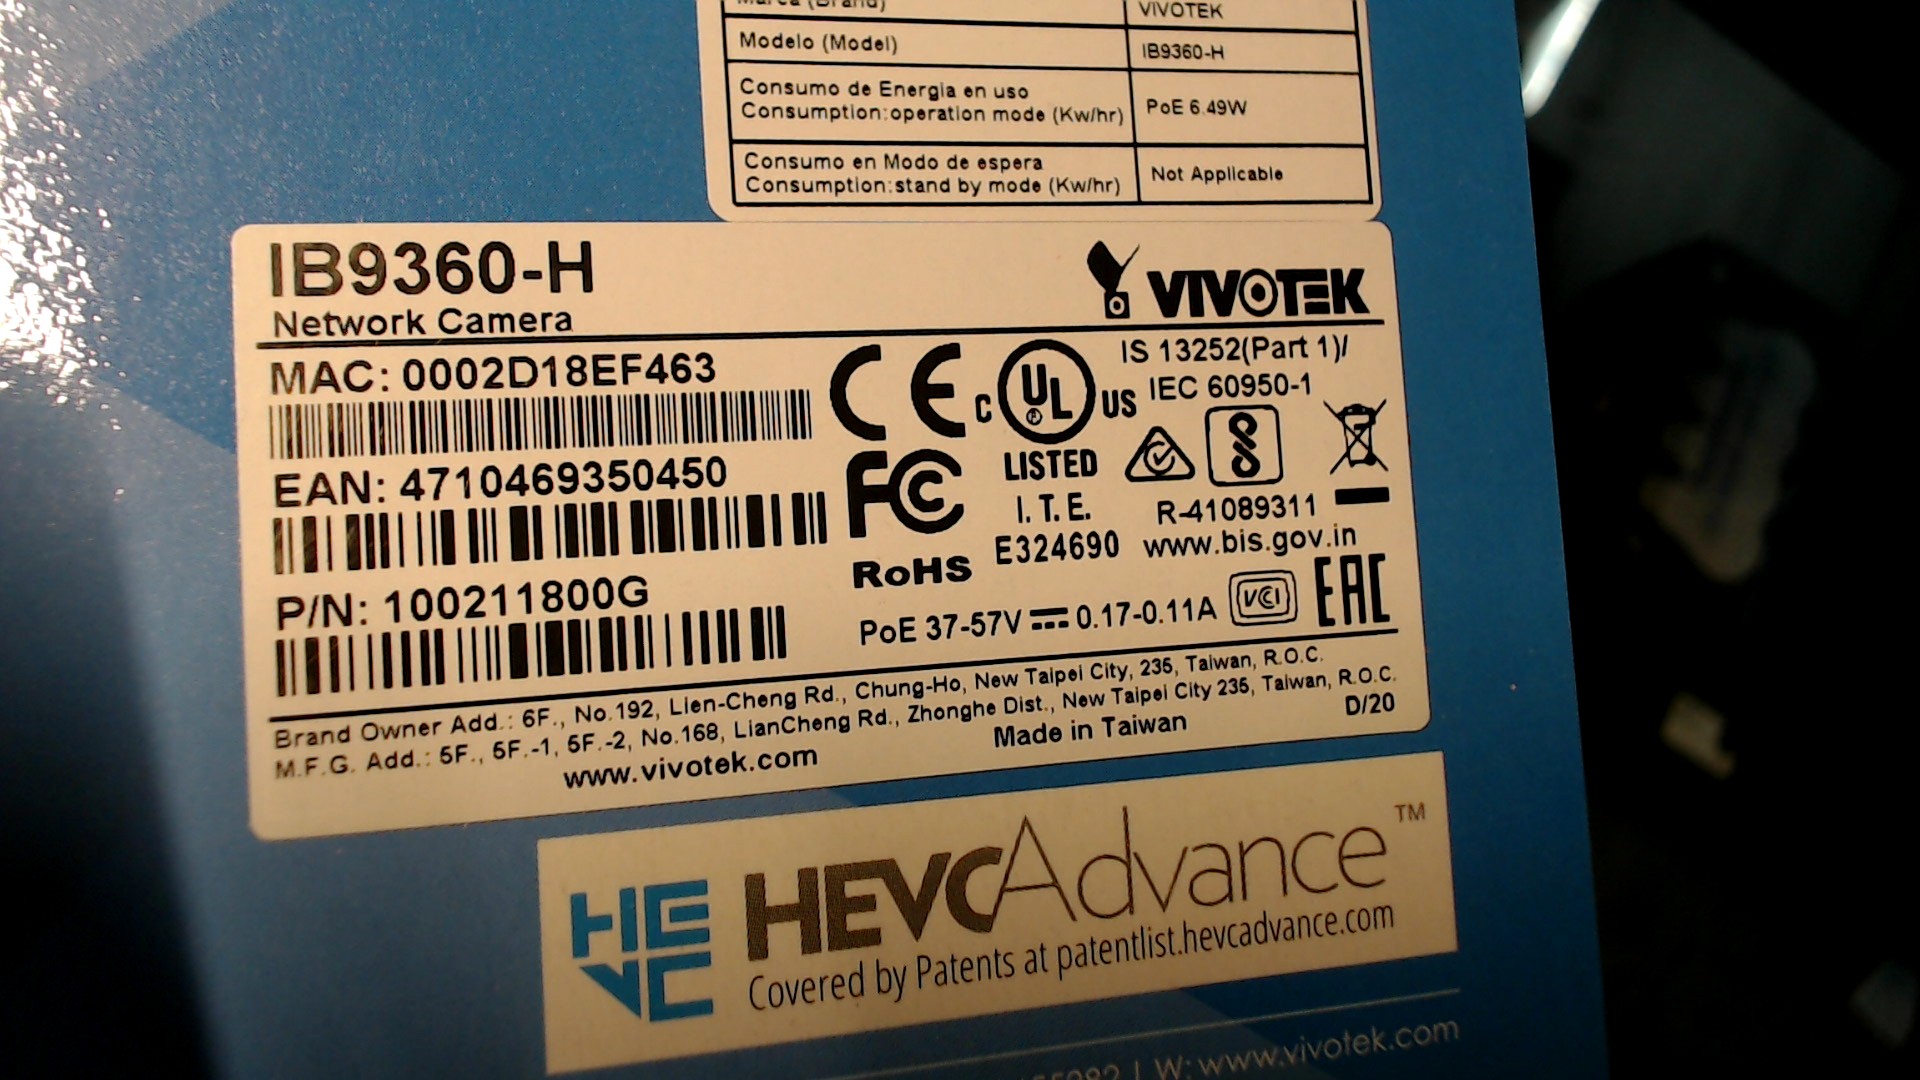 Marca (Brand) VIVOTEK
Modelo (Model) IB9360-H
Consumo de Energia en uso
Consumption:operation mode (Kw/hr) PoE 6.49W
Consumo en Modo de espera
Consumption:stand by mode (Kw/hr) Not Applicable
IB9360-H
Network Camera
VIVOTEK
MAC: 0002D18EF463
EAN: 4710469350450
P/N: 100211800G
CE
FC
RoHS
C UL US
LISTED
I.T.E.
E324690
IS 13252(Part 1)/
IEC 60950-1
R-41089311
www.bis.gov.in
PoE 37-57V 0.17-0.11A
VCI
EAC
Brand Owner Add.: 6F., No.192, Lien-Cheng Rd., Chung-Ho, New Taipei City, 235, Taiwan, R.O.C.
M.F.G. Add.: 5F., 5F.-1, 5F.-2, No.168, LianCheng Rd., Zhonghe Dist., New Taipei City 235, Taiwan, R.O.C.
www.vivotek.com
Made in Taiwan
D/20
HEVC
HEVCAdvance™
Covered by Patents at patentlist.hevcadvance.com
| W: www.vivotek.com